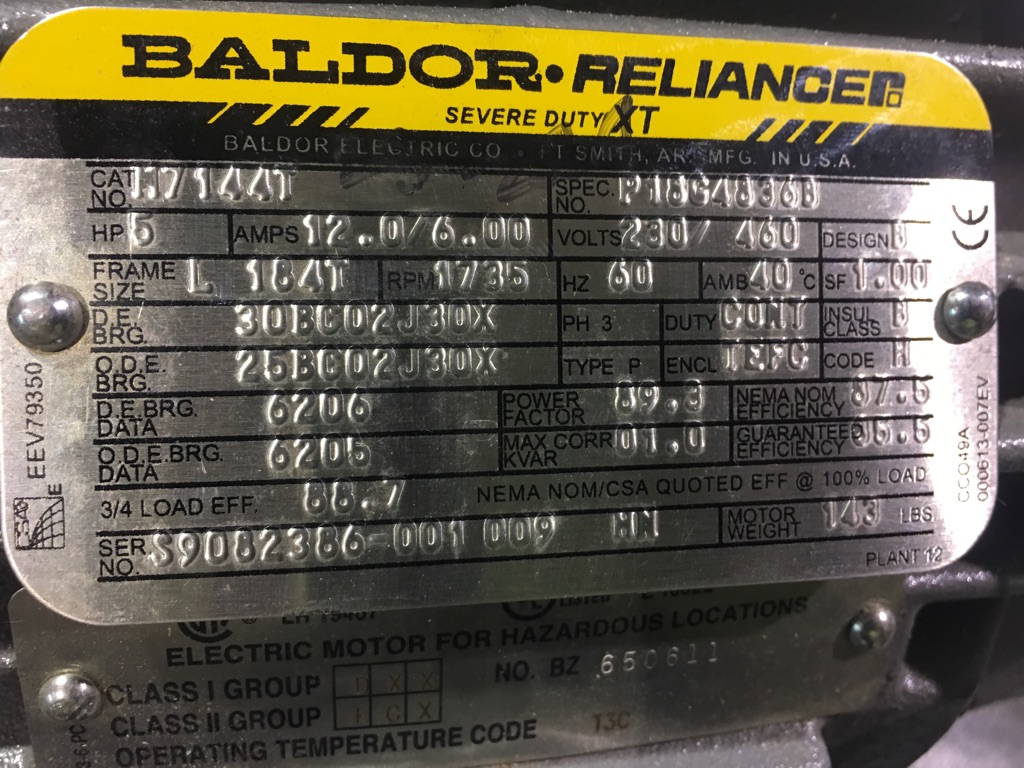 BALDOR • RELIANCER
SEVERE DUTY XT
BALDOR ELECTRIC CO. FT SMITH, AR. MFG. IN U.S.A.
CAT. NO. M7144T SPEC. NO. P18G4836B
HP 5 AMPS 12.0/6.00 VOLTS 230/ 460 DESIGN B
FRAME SIZE L 184T RPM 1735 HZ 60 AMB 40 °C SF 1.00
D.E. BRG. 30BC02J30X PH 3 DUTY CONT INSUL CLASS B
O.D.E. BRG. 25BC02J30X TYPE P ENCL TEFC CODE H
D.E.BRG. DATA 6206 POWER FACTOR 89.3 NEMA NOM. EFFICIENCY 87.5
O.D.E.BRG. DATA 6205 MAX CORR KVAR 01.0 GUARANTEED EFFICIENCY
3/4 LOAD EFF. 88.7 NEMA NOM/CSA QUOTED EFF @ 100% LOAD
SER. NO. S9082386-001 009 MN MOTOR WEIGHT 143 LBS
PLANT 12
EEV79350
CE
CC049A
000613-007EV
LISTED
ELECTRIC MOTOR FOR HAZARDOUS LOCATIONS
NO. BZ 650611
CLASS I GROUP D X X
CLASS II GROUP F G X
OPERATING TEMPERATURE CODE T3C